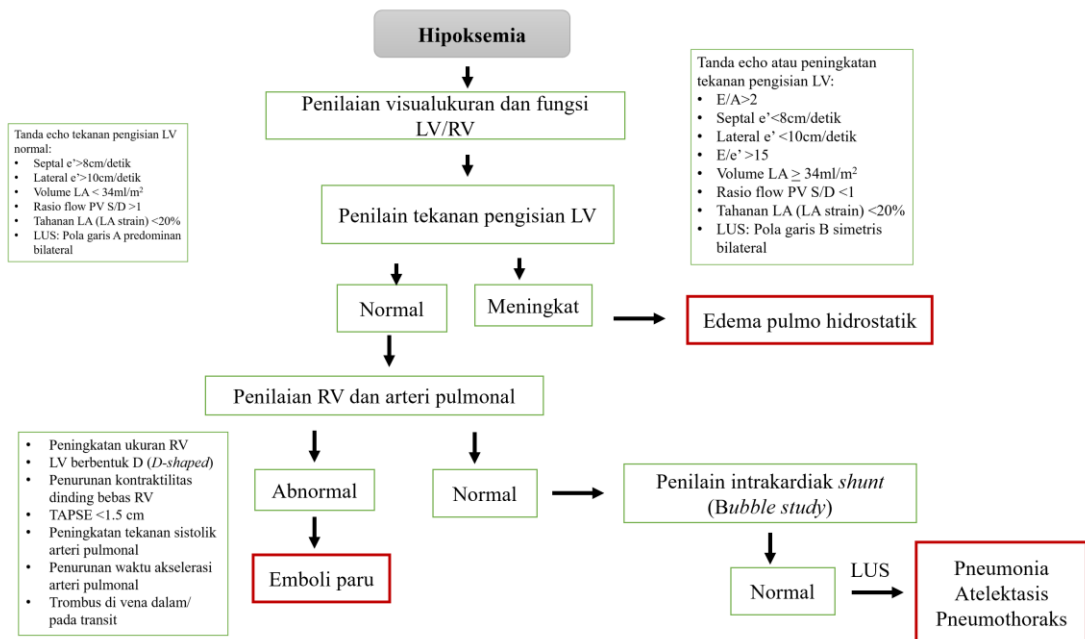 Hipoksemia
Penilaian visualukuran dan fungsi
LV/RV
Tanda echo atau peningkatan
tekanan pengisian LV:
• E/A>2
• Septal e’<8cm/detik
• Lateral e’ <10cm/detik
• E/e’ >15
• Volume LA ≥ 34ml/m²
• Rasio flow PV S/D <1
• Tahanan LA (LA strain) <20%
• LUS: Pola garis B simetris
bilateral
Tanda echo tekanan pengisian LV
normal:
• Septal e’>8cm/detik
• Lateral e’>10cm/detik
• Volume LA < 34ml/m²
• Rasio flow PV S/D >1
• Tahanan LA (LA strain) <20%
• LUS: Pola garis A predominan
bilateral
Penilain tekanan pengisian LV
Normal
Meningkat
Edema pulmo hidrostatik
Penilaian RV dan arteri pulmonal
• Peningkatan ukuran RV
• LV berbentuk D (D-shaped)
• Penurunan kontraktilitas
dinding bebas RV
• TAPSE <1.5 cm
• Peningkatan tekanan sistolik
arteri pulmonal
• Penurunan waktu akselerasi
arteri pulmonal
• Trombus di vena dalam/
pada transit
Abnormal
Normal
Penilain intrakardiak shunt
(Bubble study)
Emboli paru
Normal
LUS
Pneumonia
Atelektasis
Pneumothoraks